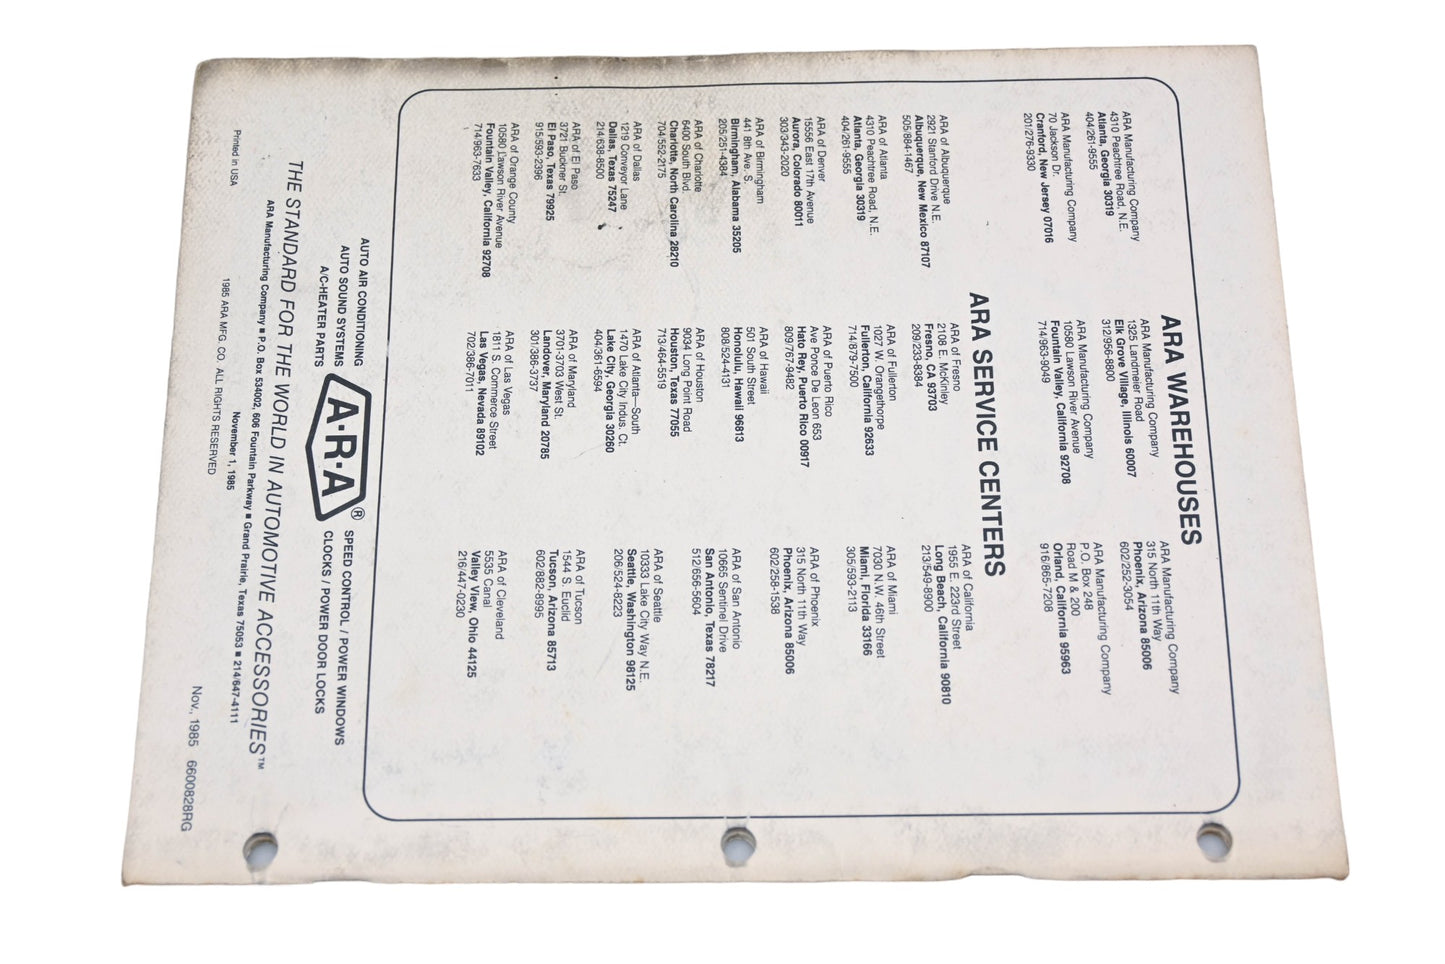 ARA WAREHOUSES
ARA Manufacturing Company
4310 Peachtree Road, N.E.
Atlanta, Georgia 30319
404/261-9555
ARA Manufacturing Company
70 Jackson Dr.
Cranford, New Jersey 07016
201/276-9330
ARA Manufacturing Company
1325 Landmeier Road
Elk Grove Village, Illinois 60007
312/956-8800
ARA Manufacturing Company
10580 Lawson River Avenue
Fountain Valley, California 92708
714/963-9049
ARA Manufacturing Company
315 North 11th Way
Phoenix, Arizona 85006
602/252-3054
ARA Manufacturing Company
P.O. Box 248
Road M & 200
Orland, California 95963
916/865-7208
ARA SERVICE CENTERS
ARA of Albuquerque
2921 Stanford Drive N.E.
Albuquerque, New Mexico 87107
505/884-1467
ARA of Atlanta
4310 Peachtree Road, N.E.
Atlanta, Georgia 30319
404/261-9555
ARA of Denver
15556 East 17th Avenue
Aurora, Colorado 80011
303/343-2020
ARA of Birmingham
441 8th Ave. S.
Birmingham, Alabama 35205
205/251-4384
ARA of Charlotte
6400 South Blvd.
Charlotte, North Carolina 28210
704/552-2175
ARA of Dallas
1219 Conveyor Lane
Dallas, Texas 75247
214/638-8500
ARA of El Paso
3721 Buckner St.
El Paso, Texas 79925
915/593-2396
ARA of Orange County
10580 Lawson River Avenue
Fountain Valley, California 92708
714/963-7633
ARA of Fresno
2108 E. McKinley
Fresno, CA 93703
209/233-8384
ARA of Fullerton
1027 W. Orangethorpe
Fullerton, California 92633
714/879-7500
ARA of Puerto Rico
Ave Ponce De Leon 653
Hato Rey, Puerto Rico 00917
809/767-9482
ARA of Hawaii
501 South Street
Honolulu, Hawaii 96813
808/524-4131
ARA of Houston
9034 Long Point Road
Houston, Texas 77055
713/464-5519
ARA of Atlanta—South
1470 Lake City Indus. Ct.
Lake City, Georgia 30260
404/361-6594
ARA of Maryland
3701-3703 West St.
Landover, Maryland 20785
301/386-3737
ARA of Las Vegas
1811 S. Commerce Street
Las Vegas, Nevada 89102
702/386-7011
ARA of California
1955 E. 223rd Street
Long Beach, California 90810
213/549-8900
ARA of Miami
7030 N.W. 46th Street
Miami, Florida 33166
305/593-2113
ARA of Phoenix
315 North 11th Way
Phoenix, Arizona 85006
602/258-1538
ARA of San Antonio
10665 Sentinel Drive
San Antonio, Texas 78217
512/656-5604
ARA of Seattle
10333 Lake City Way N.E.
Seattle, Washington 98125
206/524-8223
ARA of Tucson
1544 S. Euclid
Tucson, Arizona 85713
602/882-8995
ARA of Cleveland
5535 Canal
Valley View, Ohio 44125
216/447-0230
AUTO AIR CONDITIONING
AUTO SOUND SYSTEMS
A/C-HEATER PARTS
A·R·A®
SPEED CONTROL / POWER WINDOWS
CLOCKS / POWER DOOR LOCKS
THE STANDARD FOR THE WORLD IN AUTOMOTIVE ACCESSORIES™
ARA Manufacturing Company ■ P.O. Box 534002, 606 Fountain Parkway ■ Grand Prairie, Texas 75053 ■ 214/647-4111
November 1, 1985
Printed in USA
1985 ARA MFG. CO. ALL RIGHTS RESERVED
Nov., 1985 6600828RG